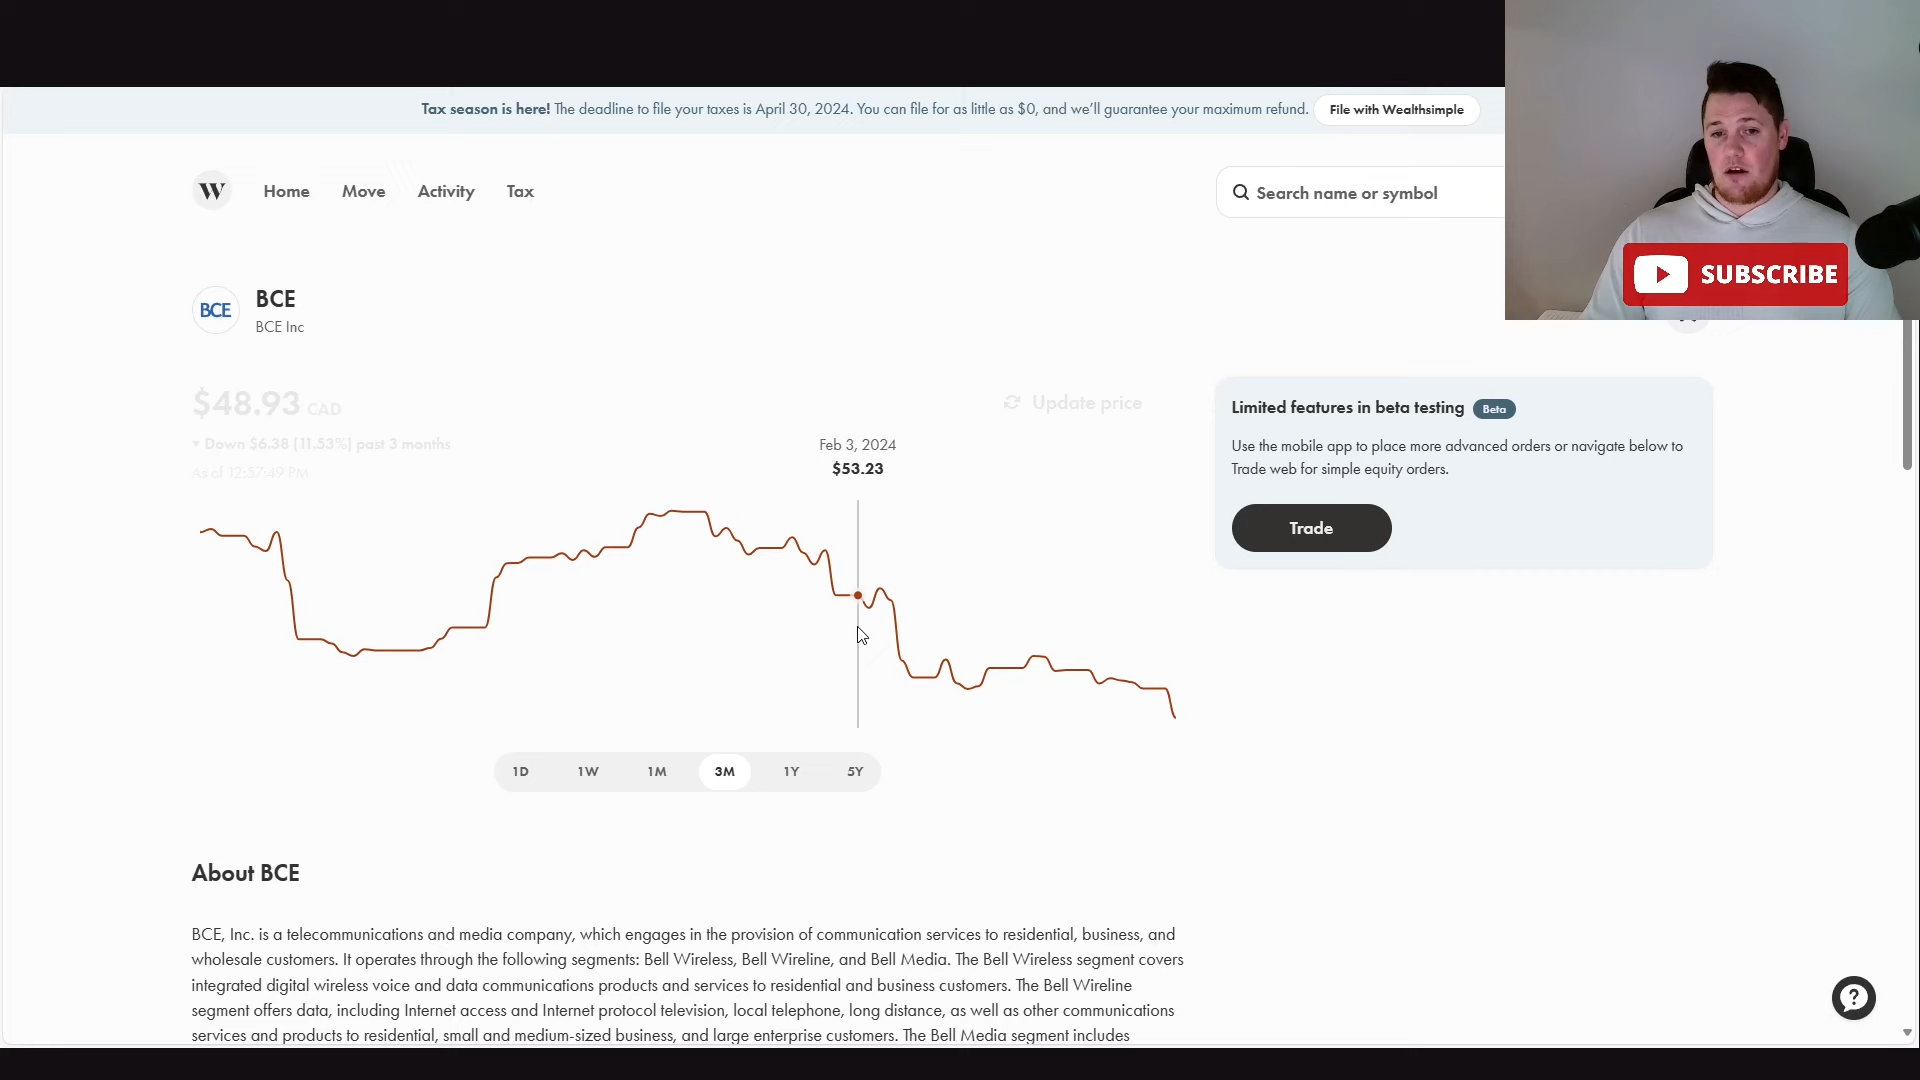 Tax season is here! The deadline to file your taxes is April 30, 2024. You can file for as little as $0, and we'll guarantee your maximum refund. File with Wealthsimple
W Home Move Activity Tax
Search name or symbol
SUBSCRIBE
BCE
BCE
BCE Inc
$48.93 CAD
Update price
Down $6.38 (11.53%) past 3 months
As of 12:57:49 PM
Feb 3, 2024
$53.23
Limited features in beta testing Beta
Use the mobile app to place more advanced orders or navigate below to
Trade web for simple equity orders.
Trade
1D 1W 1M 3M 1Y 5Y
About BCE
BCE, Inc. is a telecommunications and media company, which engages in the provision of communication services to residential, business, and
wholesale customers. It operates through the following segments: Bell Wireless, Bell Wireline, and Bell Media. The Bell Wireless segment covers
integrated digital wireless voice and data communications products and services to residential and business customers. The Bell Wireline
segment offers data, including Internet access and Internet protocol television, local telephone, long distance, as well as other communications
services and products to residential, small and medium-sized business, and large enterprise customers. The Bell Media segment includes